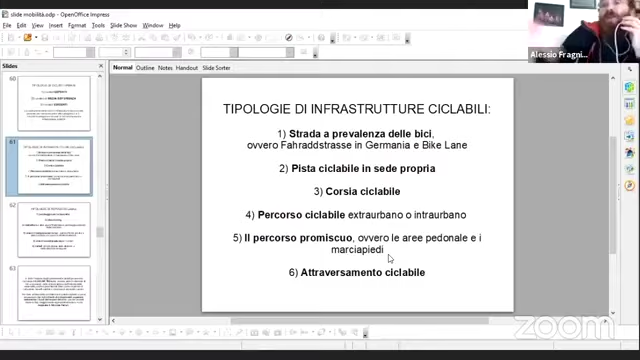 slide mobilità.odp - OpenOffice Impress
File Edit View Insert Format Tools Slide Show Window Help
Slides
Normal Outline Notes Handout Slide Sorter
60
61
62
63
TIPOLOGIE DI INFRASTRUTTURE CICLABILI:
1) Strada a prevalenza delle bici,
ovvero Fahraddstrasse in Germania e Bike Lane
2) Pista ciclabile in sede propria
3) Corsia ciclabile
4) Percorso ciclabile extraurbano o intraurbano
5) Il percorso promiscuo, ovvero le aree pedonale e i
marciapiedi
6) Attraversamento ciclabile
Alessio Fragni...
zoom